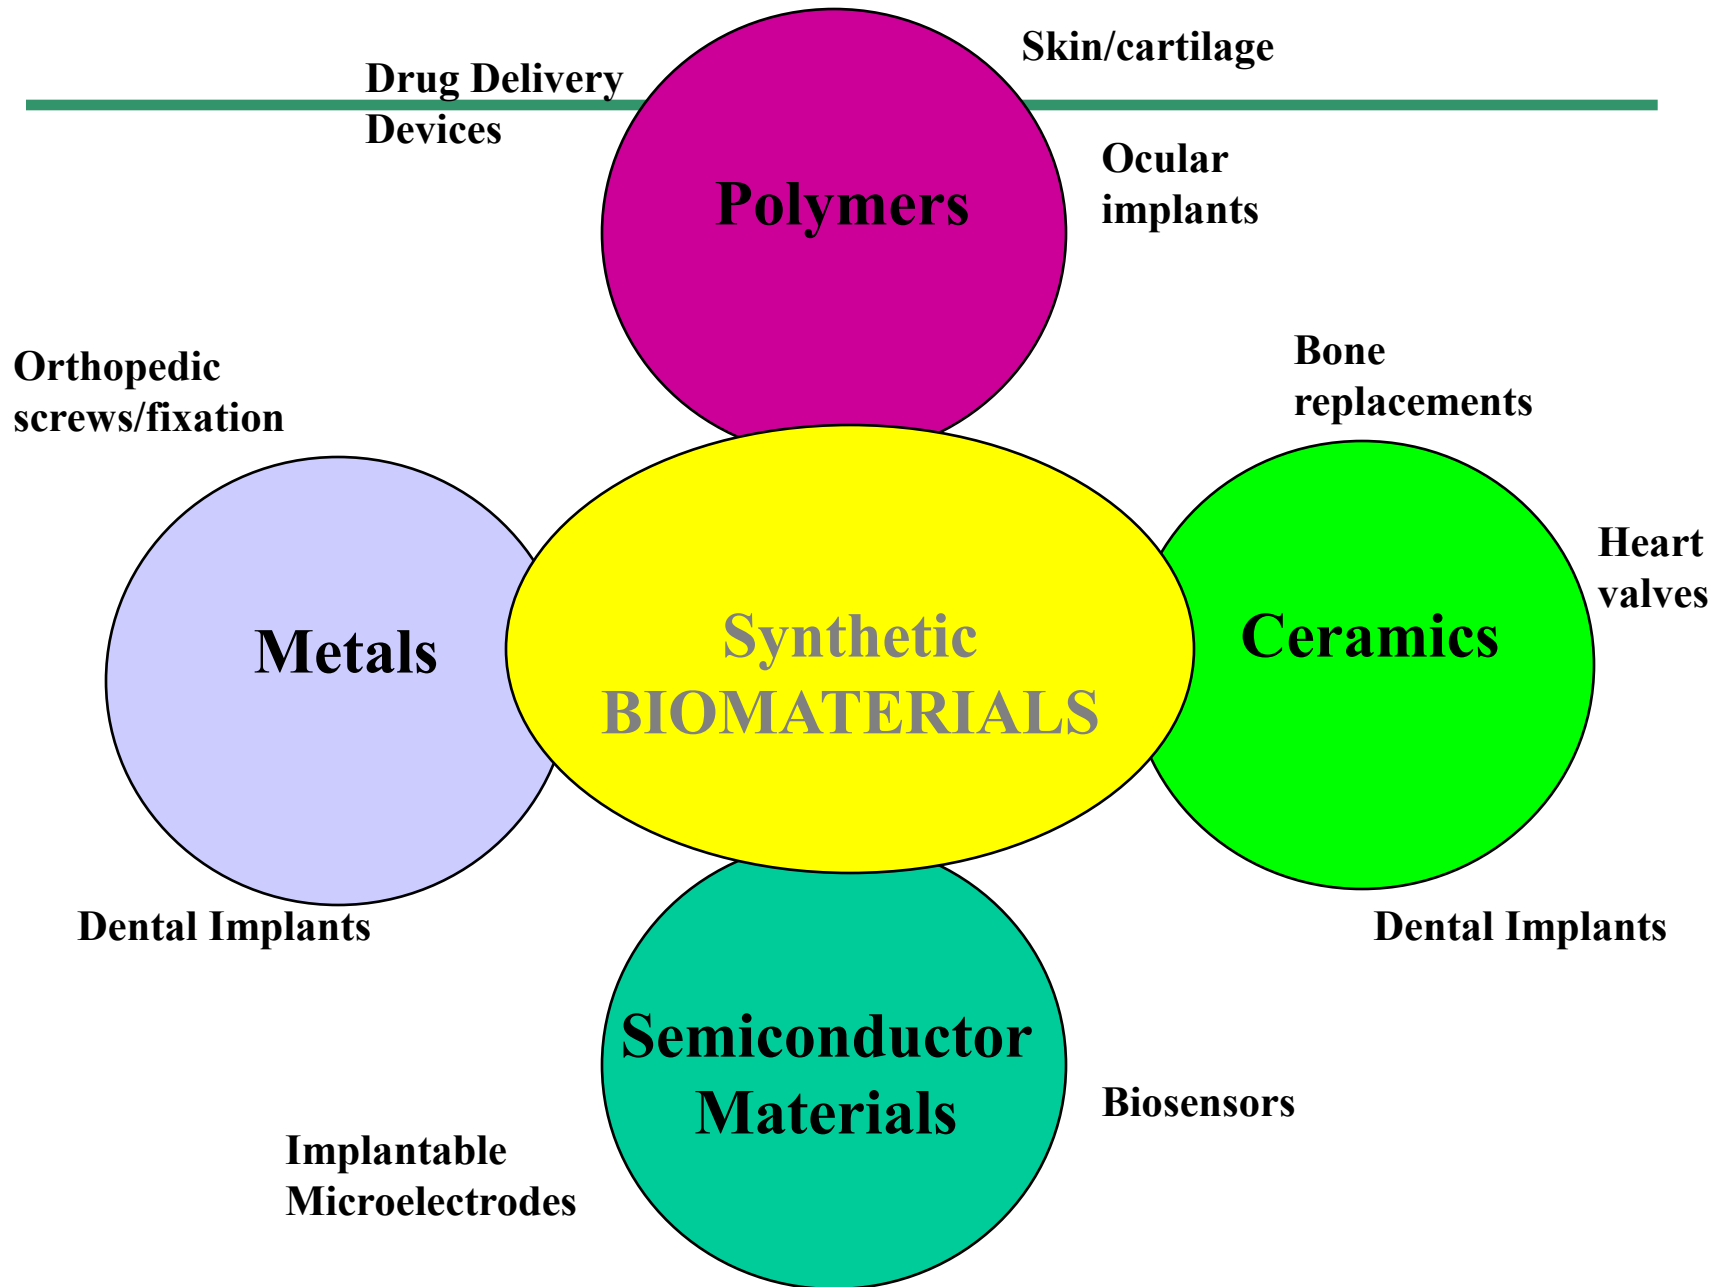 Skin/cartilage
Drug Delivery
Devices
Ocular
implants
Polymers
Orthopedic
screws/fixation
Bone
replacements
Heart
valves
Metals
Synthetic
BIOMATERIALS
Ceramics
Dental Implants
Dental Implants
Semiconductor
Materials
Biosensors
Implantable
Microelectrodes